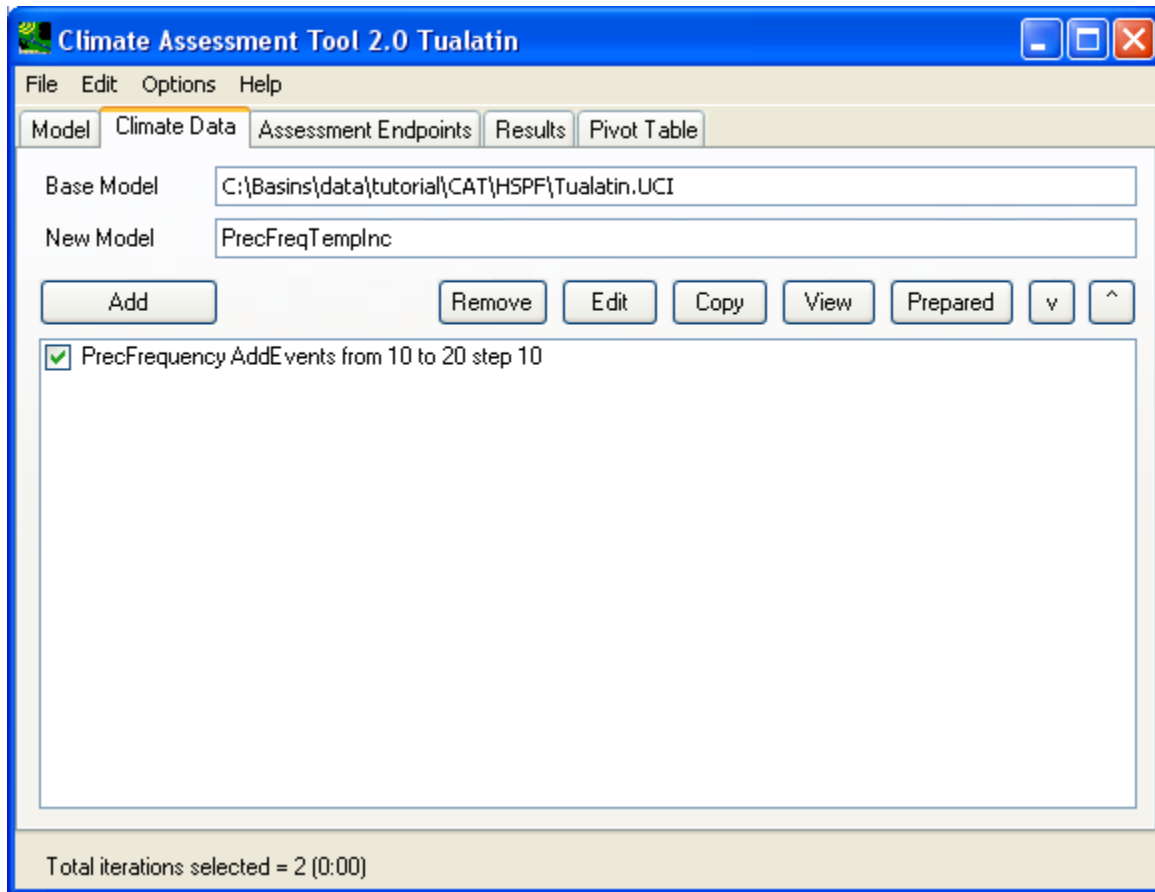 Climate Assessment Tool 2.0 Tualatin
File Edit Options Help
Model Climate Data Assessment Endpoints Results Pivot Table
Base Model C:\Basins\data\tutorial\CAT\HSPF\Tualatin.UCI
New Model PrecFreqTempInc
Add Remove Edit Copy View Prepared v ^
PrecFrequency AddEvents from 10 to 20 step 10
Total iterations selected = 2 (0:00)